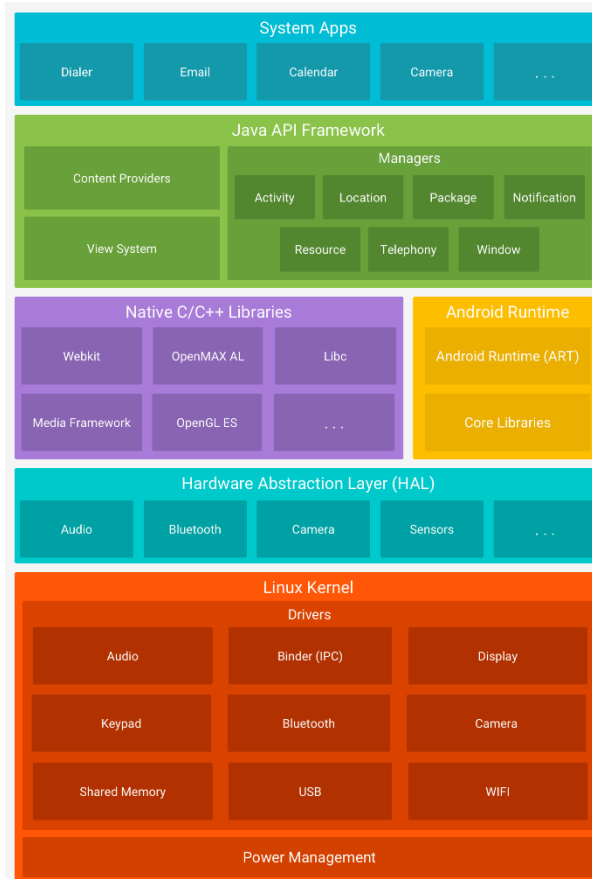 System Apps
Dialer
Email
Calendar
Camera
. . .
Java API Framework
Content Providers
View System
Managers
Activity
Location
Package
Notification
Resource
Telephony
Window
Native C/C++ Libraries
Webkit
OpenMAX AL
Libc
Media Framework
OpenGL ES
. . .
Android Runtime
Android Runtime (ART)
Core Libraries
Hardware Abstraction Layer (HAL)
Audio
Bluetooth
Camera
Sensors
. . .
Linux Kernel
Drivers
Audio
Binder (IPC)
Display
Keypad
Bluetooth
Camera
Shared Memory
USB
WIFI
Power Management